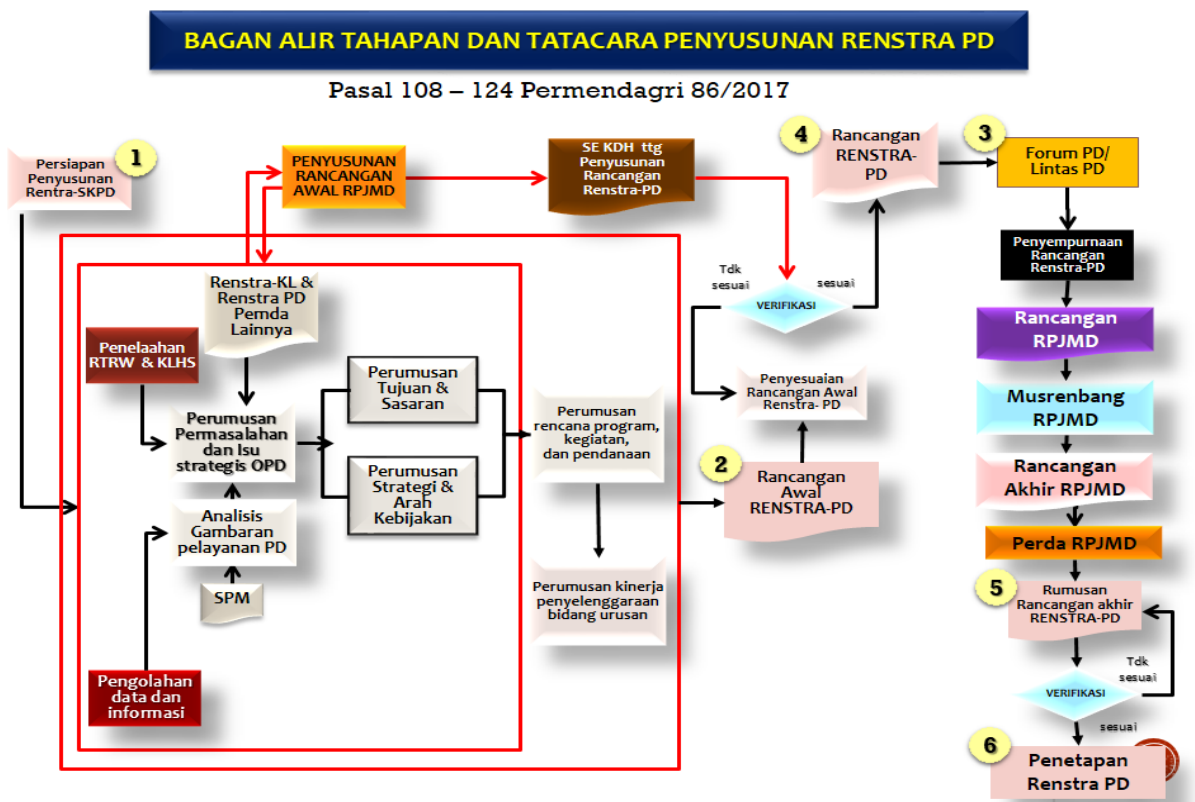 BAGAN ALIR TAHAPAN DAN TATACARA PENYUSUNAN RENSTRA PD
Pasal 108 – 124 Permendagri 86/2017
1
Persiapan
Penyusunan
Rentra-SKPD
PENYUSUNAN
RANCANGAN
AWAL RPJMD
SE KDH ttg
Penyusunan
Rancangan
Renstra-PD
4
Rancangan
RENSTRA-
PD
3
Forum PD/
Lintas PD
Penyempurnaan
Rancangan
Renstra-PD
Renstra-KL &
Renstra PD
Pemda
Lainnya
Penelaahan
RTRW & KLHS
Perumusan
Permasalahan
dan Isu
strategis OPD
Analisis
Gambaran
pelayanan PD
SPM
Pengolahan
data dan
informasi
Perumusan
Tujuan &
Sasaran
Perumusan
Strategi &
Arah
Kebijakan
Perumusan
rencana program,
kegiatan,
dan pendanaan
Perumusan kinerja
penyelenggaraan
bidang urusan
2
Rancangan
Awal
RENSTRA-PD
Penyesuaian
Rancangan Awal
Renstra- PD
Tdk
sesuai
VERIFIKASI
sesuai
Rancangan
RPJMD
Musrenbang
RPJMD
Rancangan
Akhir RPJMD
Perda RPJMD
5
Rumusan
Rancangan akhir
RENSTRA-PD
Tdk
sesuai
VERIFIKASI
sesuai
6
Penetapan
Renstra PD